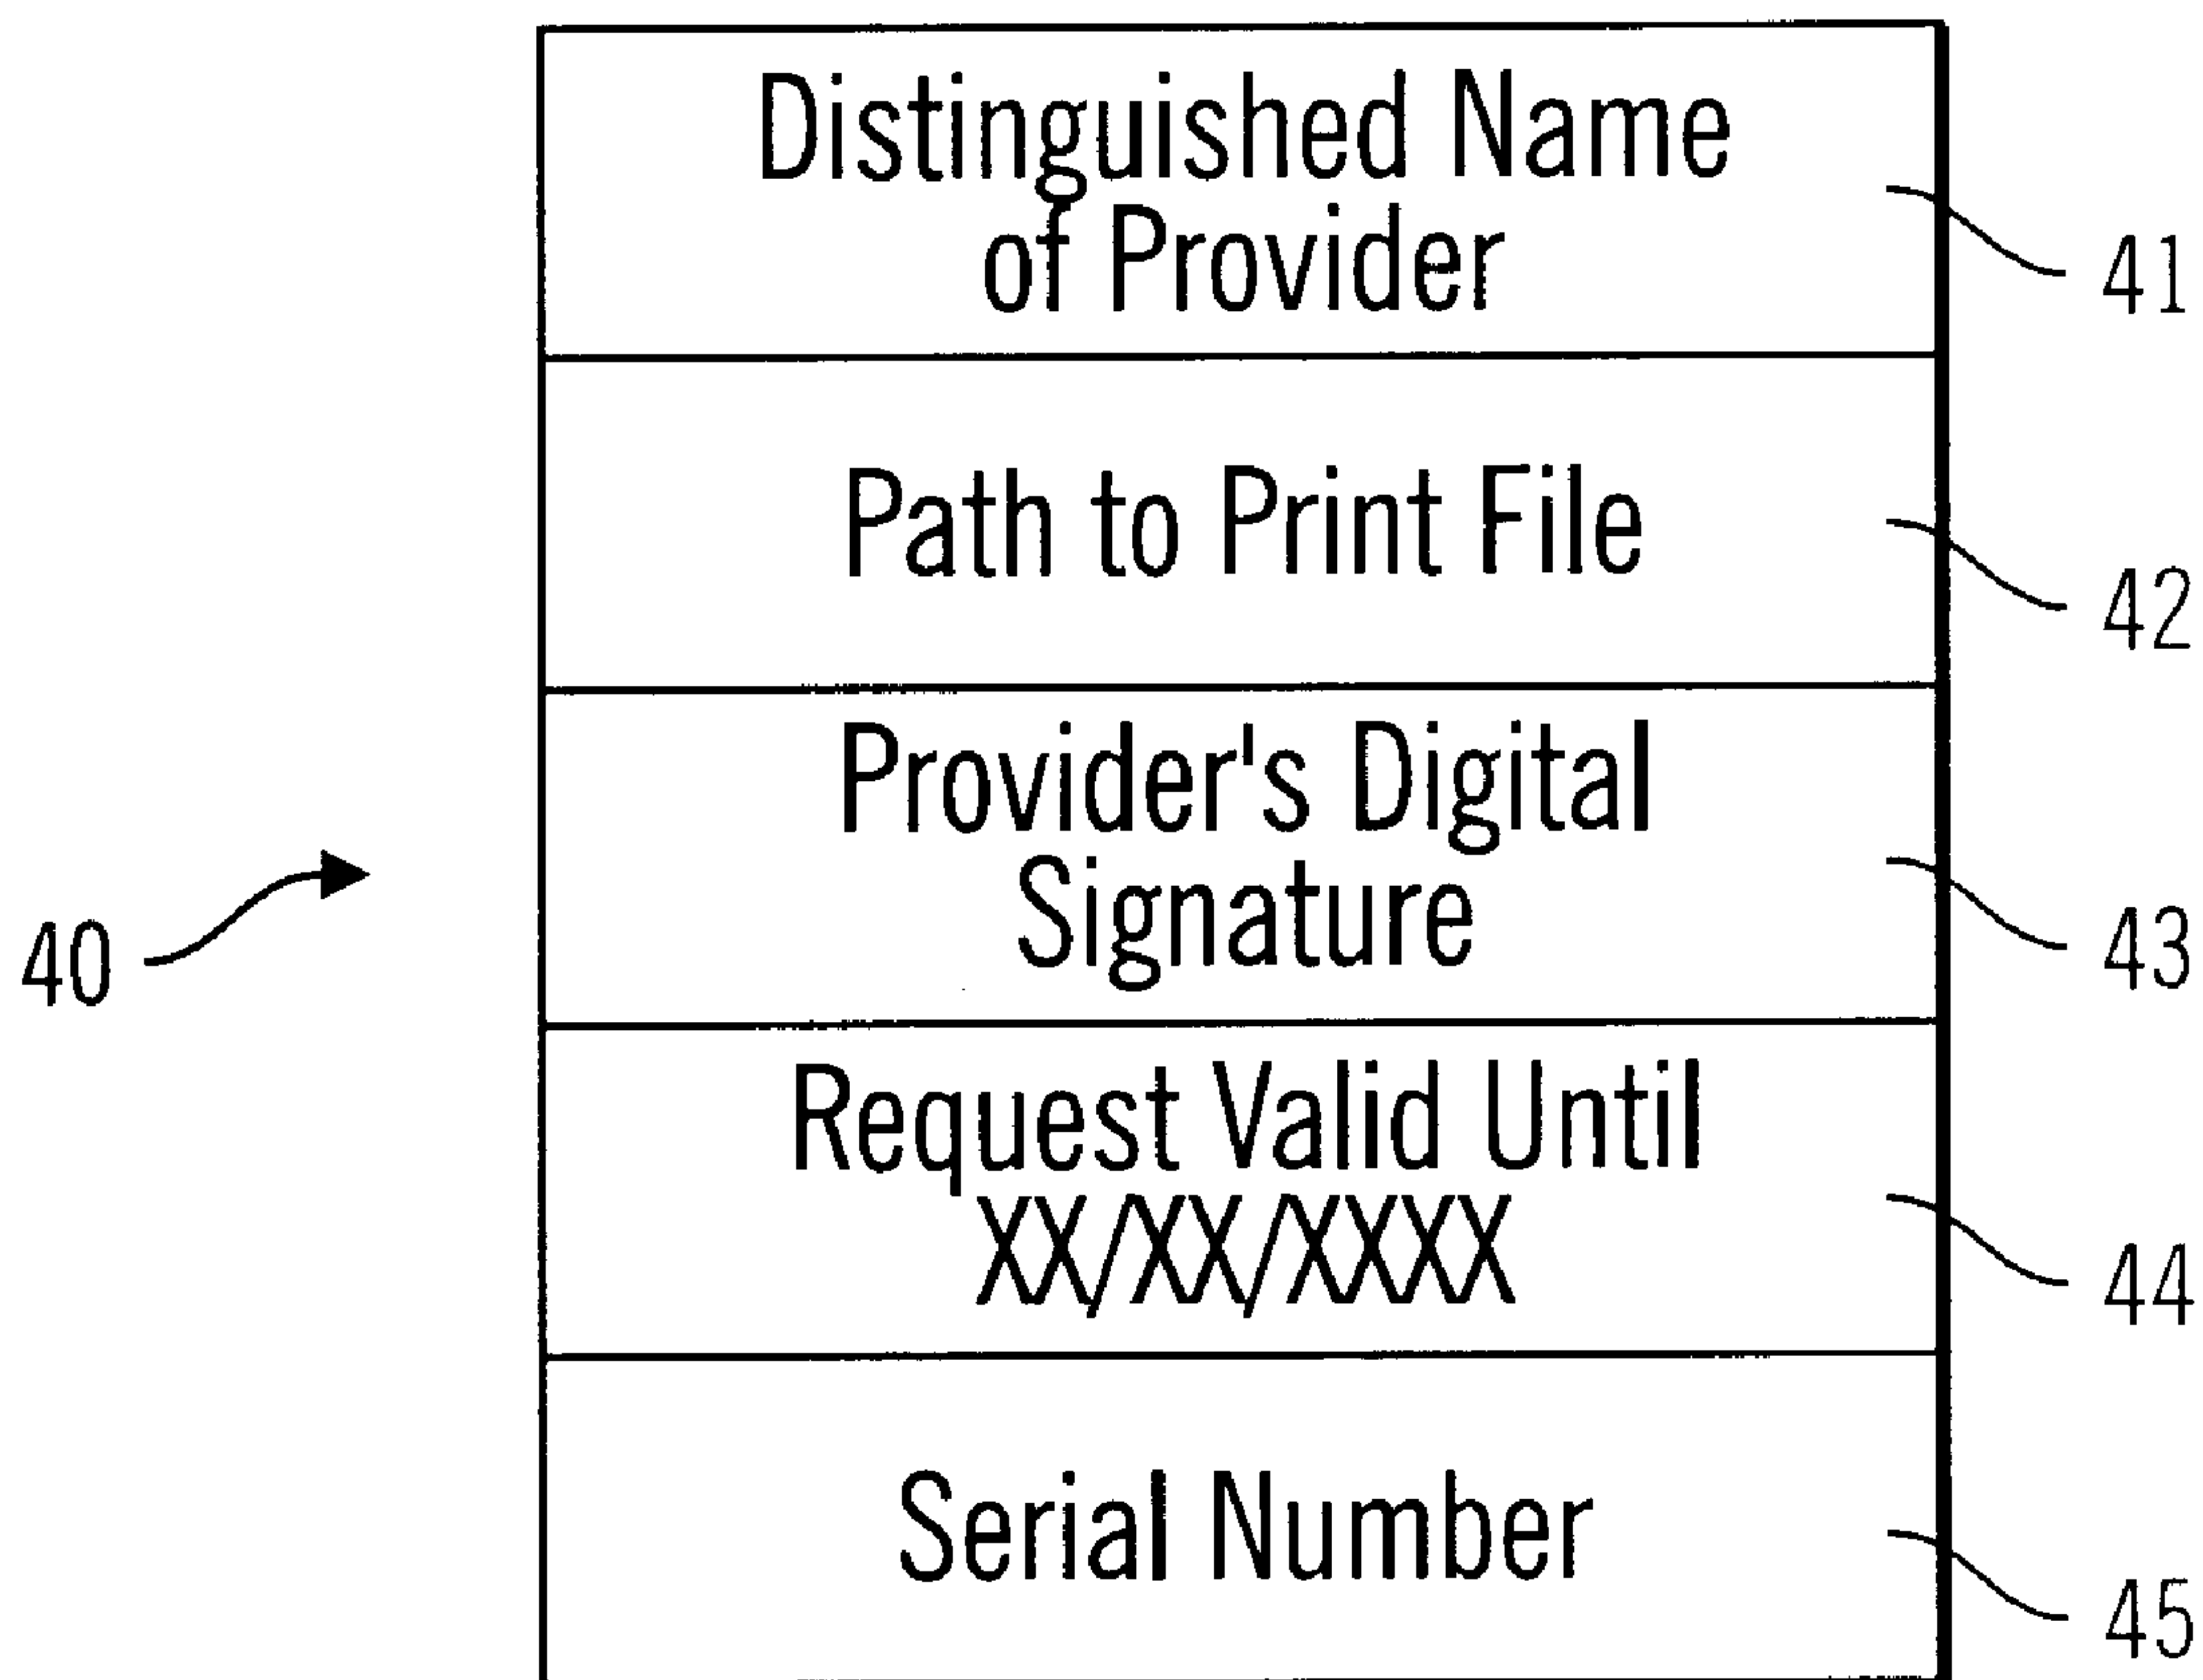 Distinguished Name
of Provider
41
Path to Print File
42
Provider's Digital
Signature
43
40
Request Valid Until
XX/XX/XXXX
44
Serial Number
45